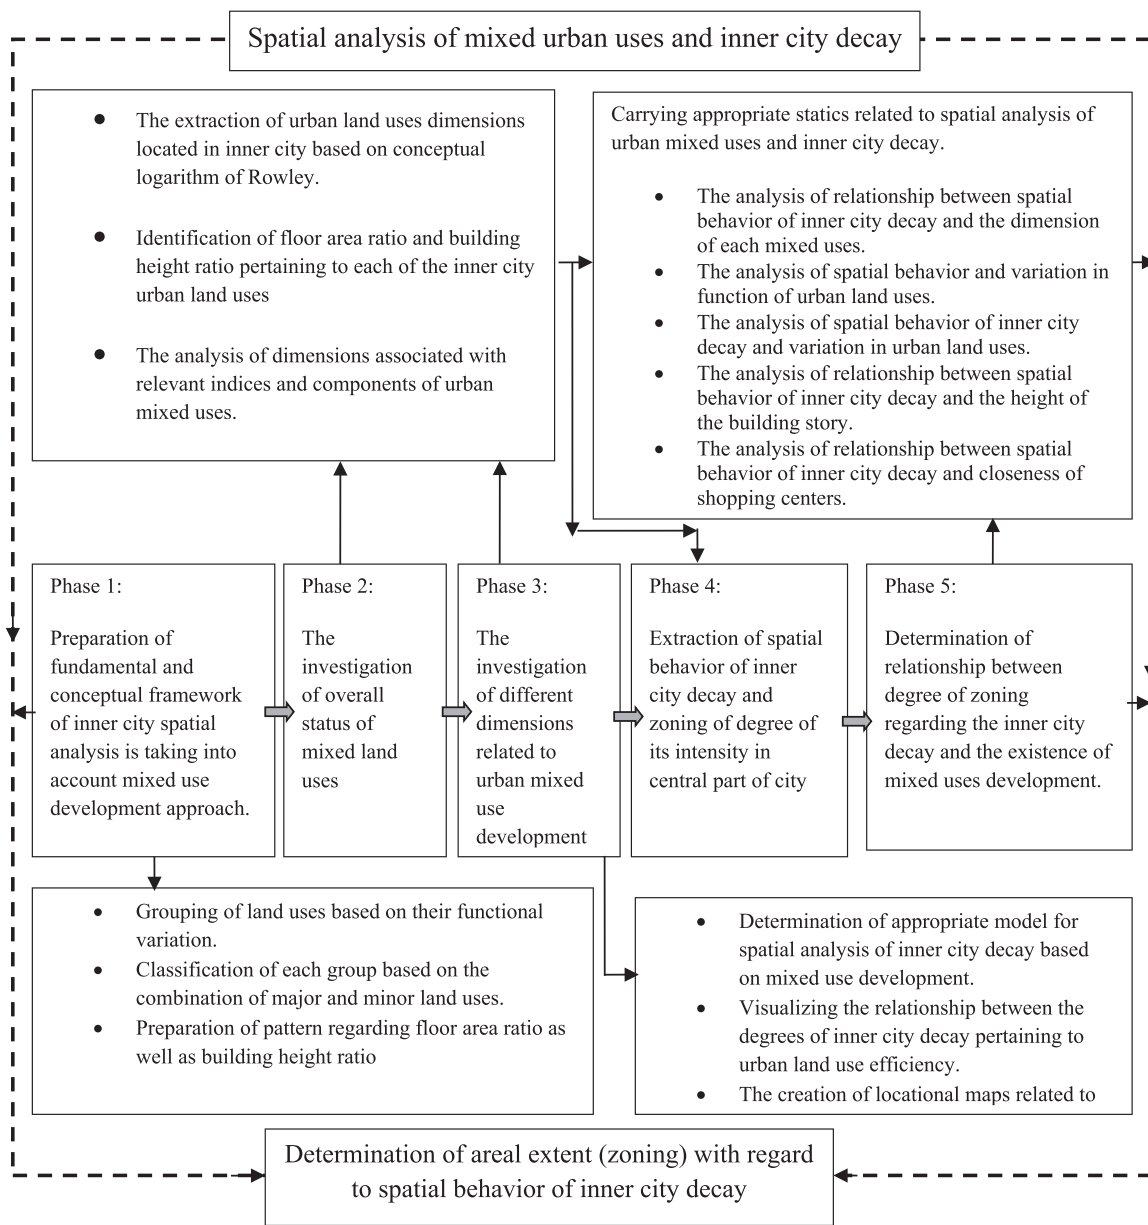 Spatial analysis of mixed urban uses and inner city decay
● The extraction of urban land uses dimensions
located in inner city based on conceptual
logarithm of Rowley.
● Identification of floor area ratio and building
height ratio pertaining to each of the inner city
urban land uses
● The analysis of dimensions associated with
relevant indices and components of urban
mixed uses.
Carrying appropriate statics related to spatial analysis of
urban mixed uses and inner city decay.
• The analysis of relationship between spatial
behavior of inner city decay and the dimension
of each mixed uses.
• The analysis of spatial behavior and variation in
function of urban land uses.
• The analysis of spatial behavior of inner city
decay and variation in urban land uses.
• The analysis of relationship between spatial
behavior of inner city decay and the height of
the building story.
• The analysis of relationship between spatial
behavior of inner city decay and closeness of
shopping centers.
Phase 1:
Preparation of
fundamental and
conceptual framework
of inner city spatial
analysis is taking into
account mixed use
development approach.
Phase 2:
The
investigation
of overall
status of
mixed land
uses
Phase 3:
The
investigation
of different
dimensions
related to
urban mixed
use
development
Phase 4:
Extraction of spatial
behavior of inner
city decay and
zoning of degree of
its intensity in
central part of city
Phase 5:
Determination of
relationship between
degree of zoning
regarding the inner city
decay and the existence of
mixed uses development.
• Grouping of land uses based on their functional
variation.
• Classification of each group based on the
combination of major and minor land uses.
• Preparation of pattern regarding floor area ratio as
well as building height ratio
• Determination of appropriate model for
spatial analysis of inner city decay based
on mixed use development.
• Visualizing the relationship between the
degrees of inner city decay pertaining to
urban land use efficiency.
• The creation of locational maps related to
Determination of areal extent (zoning) with regard
to spatial behavior of inner city decay